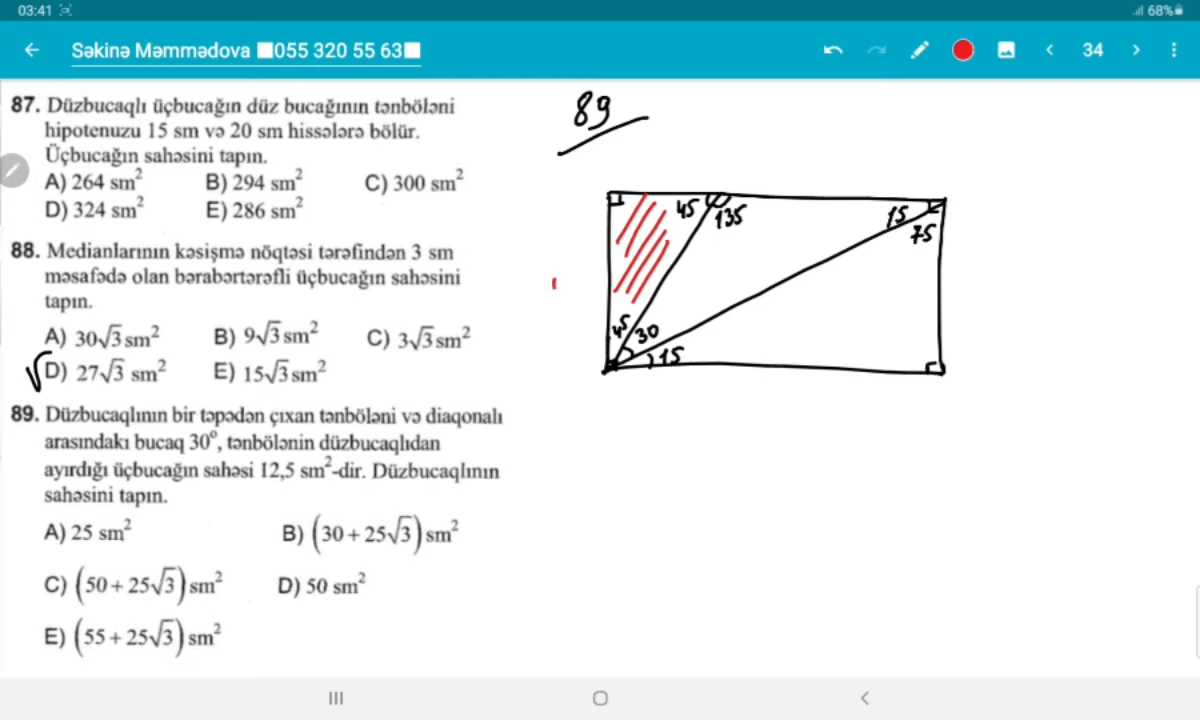 03:41
68%
Səkinə Məmmədova ■055 320 55 63■
34
87. Düzbucaqlı üçbucağın düz bucağının tənböləni
hipotenuzu 15 sm və 20 sm hissələrə bölür.
Üçbucağın sahəsini tapın.
A) 264 sm² B) 294 sm² C) 300 sm²
D) 324 sm² E) 286 sm²
88. Medianlarının kəsişmə nöqtəsi tərəfindən 3 sm
məsafədə olan bərabərtərəfli üçbucağın sahəsini
tapın.
A) 30√3 sm² B) 9√3 sm² C) 3√3 sm²
D) 27√3 sm² E) 15√3 sm²
89. Düzbucaqlının bir təpədən çıxan tənböləni və diaqonalı
arasındakı bucaq 30°, tənbölənin düzbucaqlıdan
ayırdığı üçbucağın sahəsi 12,5 sm²-dir. Düzbucaqlının
sahəsini tapın.
A) 25 sm² B) (30 + 25√3) sm²
C) (50 + 25√3) sm² D) 50 sm²
E) (55 + 25√3) sm²
89
45 135 15
75
45 30
15